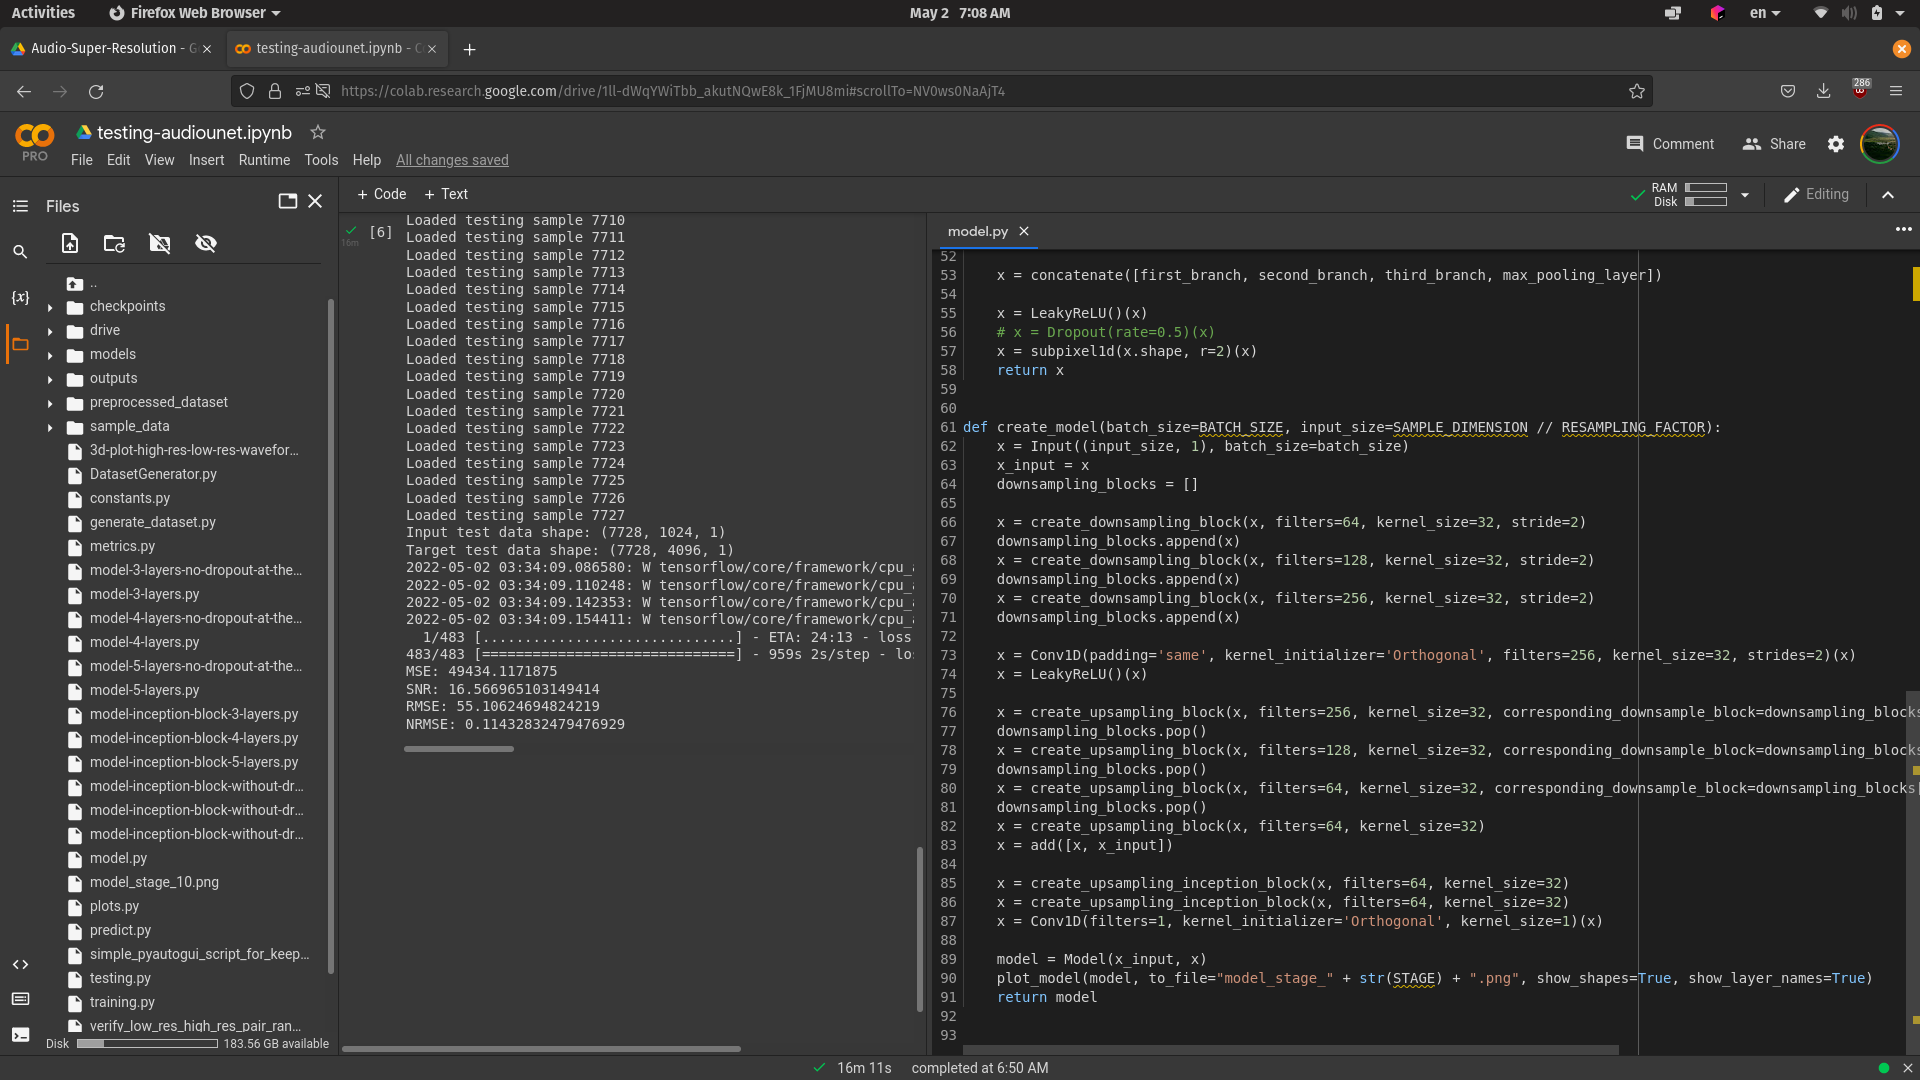 Activities
Firefox Web Browser
May 2 7:08 AM
en
Audio-Super-Resolution - G
testing-audiounet.ipynb - C
https://colab.research.google.com/drive/1ll-dWqYWiTbb_akutNQwE8k_1FjMU8mi#scrollTo=NV0ws0NaAjT4
286
PRO
testing-audiounet.ipynb
File Edit View Insert Runtime Tools Help All changes saved
Comment
Share
+ Code + Text
RAM
Disk
Editing
Files
{x}
..
checkpoints
drive
models
outputs
preprocessed_dataset
sample_data
3d-plot-high-res-low-res-wavefor...
DatasetGenerator.py
constants.py
generate_dataset.py
metrics.py
model-3-layers-no-dropout-at-the...
model-3-layers.py
model-4-layers-no-dropout-at-the...
model-4-layers.py
model-5-layers-no-dropout-at-the...
model-5-layers.py
model-inception-block-3-layers.py
model-inception-block-4-layers.py
model-inception-block-5-layers.py
model-inception-block-without-dr...
model-inception-block-without-dr...
model-inception-block-without-dr...
model.py
model_stage_10.png
plots.py
predict.py
simple_pyautogui_script_for_keep...
testing.py
training.py
verify_low_res_high_res_pair_ran...
Disk 183.56 GB available
16m
[6]
Loaded testing sample 7710
Loaded testing sample 7711
Loaded testing sample 7712
Loaded testing sample 7713
Loaded testing sample 7714
Loaded testing sample 7715
Loaded testing sample 7716
Loaded testing sample 7717
Loaded testing sample 7718
Loaded testing sample 7719
Loaded testing sample 7720
Loaded testing sample 7721
Loaded testing sample 7722
Loaded testing sample 7723
Loaded testing sample 7724
Loaded testing sample 7725
Loaded testing sample 7726
Loaded testing sample 7727
Input test data shape: (7728, 1024, 1)
Target test data shape: (7728, 4096, 1)
2022-05-02 03:34:09.086580: W tensorflow/core/framework/cpu_a
2022-05-02 03:34:09.110248: W tensorflow/core/framework/cpu_a
2022-05-02 03:34:09.142353: W tensorflow/core/framework/cpu_a
2022-05-02 03:34:09.154411: W tensorflow/core/framework/cpu_a
1/483 [..............................] - ETA: 24:13 - loss
483/483 [==============================] - 959s 2s/step - los
MSE: 49434.1171875
SNR: 16.566965103149414
RMSE: 55.10624694824219
NRMSE: 0.11432832479476929
model.py
52
53 x = concatenate([first_branch, second_branch, third_branch, max_pooling_layer])
54
55 x = LeakyReLU()(x)
56 # x = Dropout(rate=0.5)(x)
57 x = subpixel1d(x.shape, r=2)(x)
58 return x
59
60
61 def create_model(batch_size=BATCH_SIZE, input_size=SAMPLE_DIMENSION // RESAMPLING_FACTOR):
62 x = Input((input_size, 1), batch_size=batch_size)
63 x_input = x
64 downsampling_blocks = []
65
66 x = create_downsampling_block(x, filters=64, kernel_size=32, stride=2)
67 downsampling_blocks.append(x)
68 x = create_downsampling_block(x, filters=128, kernel_size=32, stride=2)
69 downsampling_blocks.append(x)
70 x = create_downsampling_block(x, filters=256, kernel_size=32, stride=2)
71 downsampling_blocks.append(x)
72
73 x = Conv1D(padding='same', kernel_initializer='Orthogonal', filters=256, kernel_size=32, strides=2)(x)
74 x = LeakyReLU()(x)
75
76 x = create_upsampling_block(x, filters=256, kernel_size=32, corresponding_downsample_block=downsampling_blocks
77 downsampling_blocks.pop()
78 x = create_upsampling_block(x, filters=128, kernel_size=32, corresponding_downsample_block=downsampling_blocks
79 downsampling_blocks.pop()
80 x = create_upsampling_block(x, filters=64, kernel_size=32, corresponding_downsample_block=downsampling_blocks[
81 downsampling_blocks.pop()
82 x = create_upsampling_block(x, filters=64, kernel_size=32)
83 x = add([x, x_input])
84
85 x = create_upsampling_inception_block(x, filters=64, kernel_size=32)
86 x = create_upsampling_inception_block(x, filters=64, kernel_size=32)
87 x = Conv1D(filters=1, kernel_initializer='Orthogonal', kernel_size=1)(x)
88
89 model = Model(x_input, x)
90 plot_model(model, to_file="model_stage_" + str(STAGE) + ".png", show_shapes=True, show_layer_names=True)
91 return model
92
93
16m 11s completed at 6:50 AM